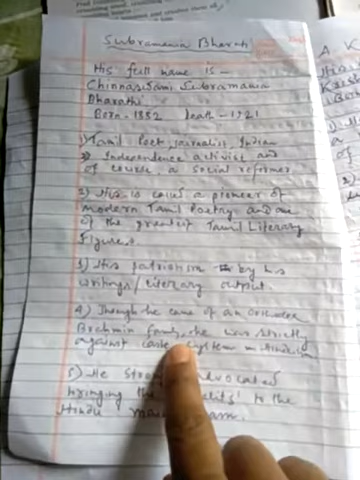 Subramania Bharati
His full name is -
Chinnaswami Subramania
Bharathi
Born - 1882 Death - 1921
1) Tamil Poet, journalist, Indian
Independence activist and
of course, a social reformer
2) He is called a pioneer of
modern Tamil Poetry and one
of the greatest Tamil Literary
Figure.
3) His patriotism by his
writings/literary output.
4) Though he came of an Orthodox
Brahmin family, he was strictly
against caste system in Hinduism
5) He advocated
bringing the to the
Hindu